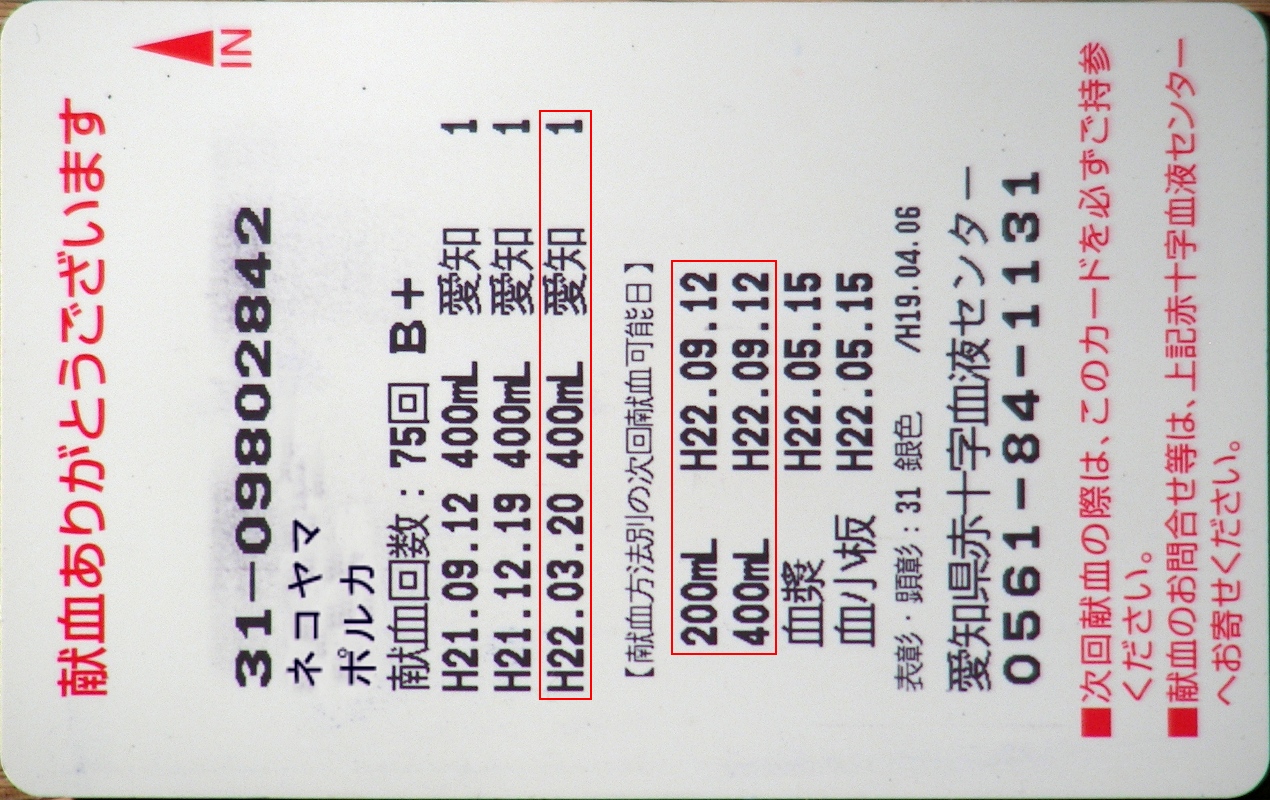 IN
献血ありがとうございます
31-09802842
ネコヤマ
ポルカ
献血回数: 75回 B+
H21.09.12 400mL 愛知 1
H21.12.19 400mL 愛知 1
H22.03.20 400mL 愛知 1
【献血方法別の次回献血可能日】
200mL H22.09.12
400mL H22.09.12
血漿 H22.05.15
血小板 H22.05.15
表彰・顕彰:31 銀色 /H19.04.06
愛知県赤十字血液センター
0561-84-1131
■次回献血の際は、このカードを必ずご持参
ください。
■献血のお問合せ等は、上記赤十字血液センター
へお寄せください。